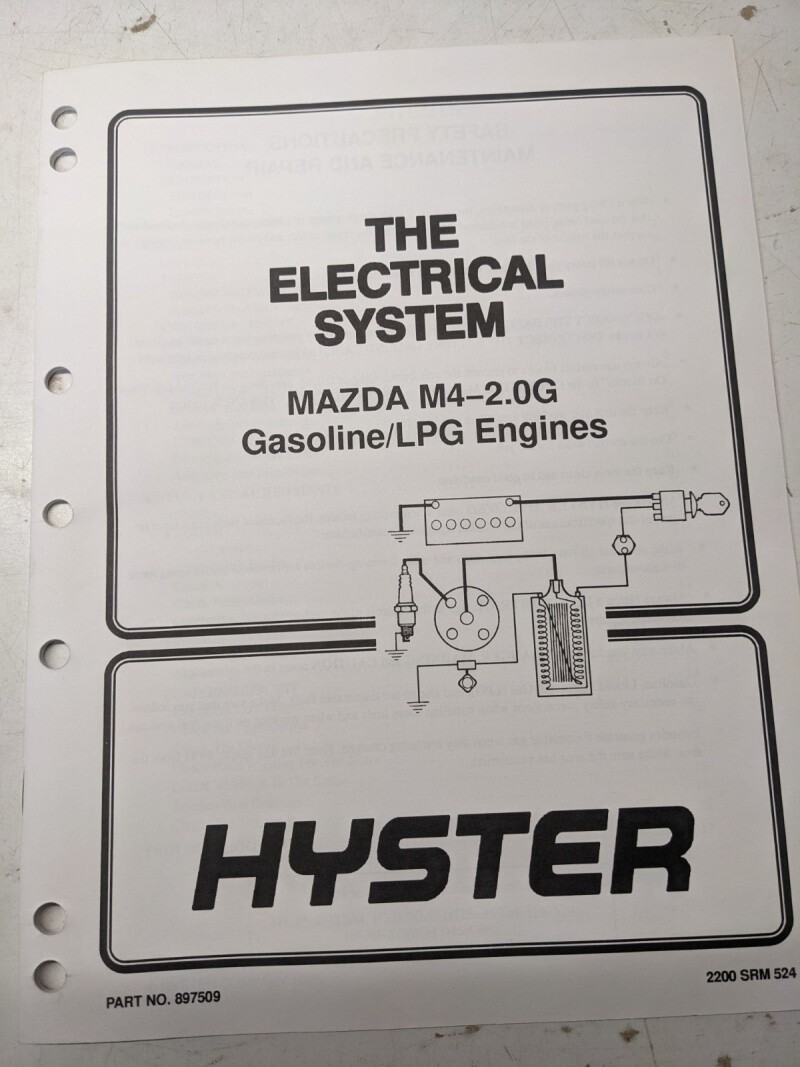 THE
ELECTRICAL
SYSTEM
MAZDA M4–2.0G
Gasoline/LPG Engines
HYSTER
PART NO. 897509
2200 SRM 524